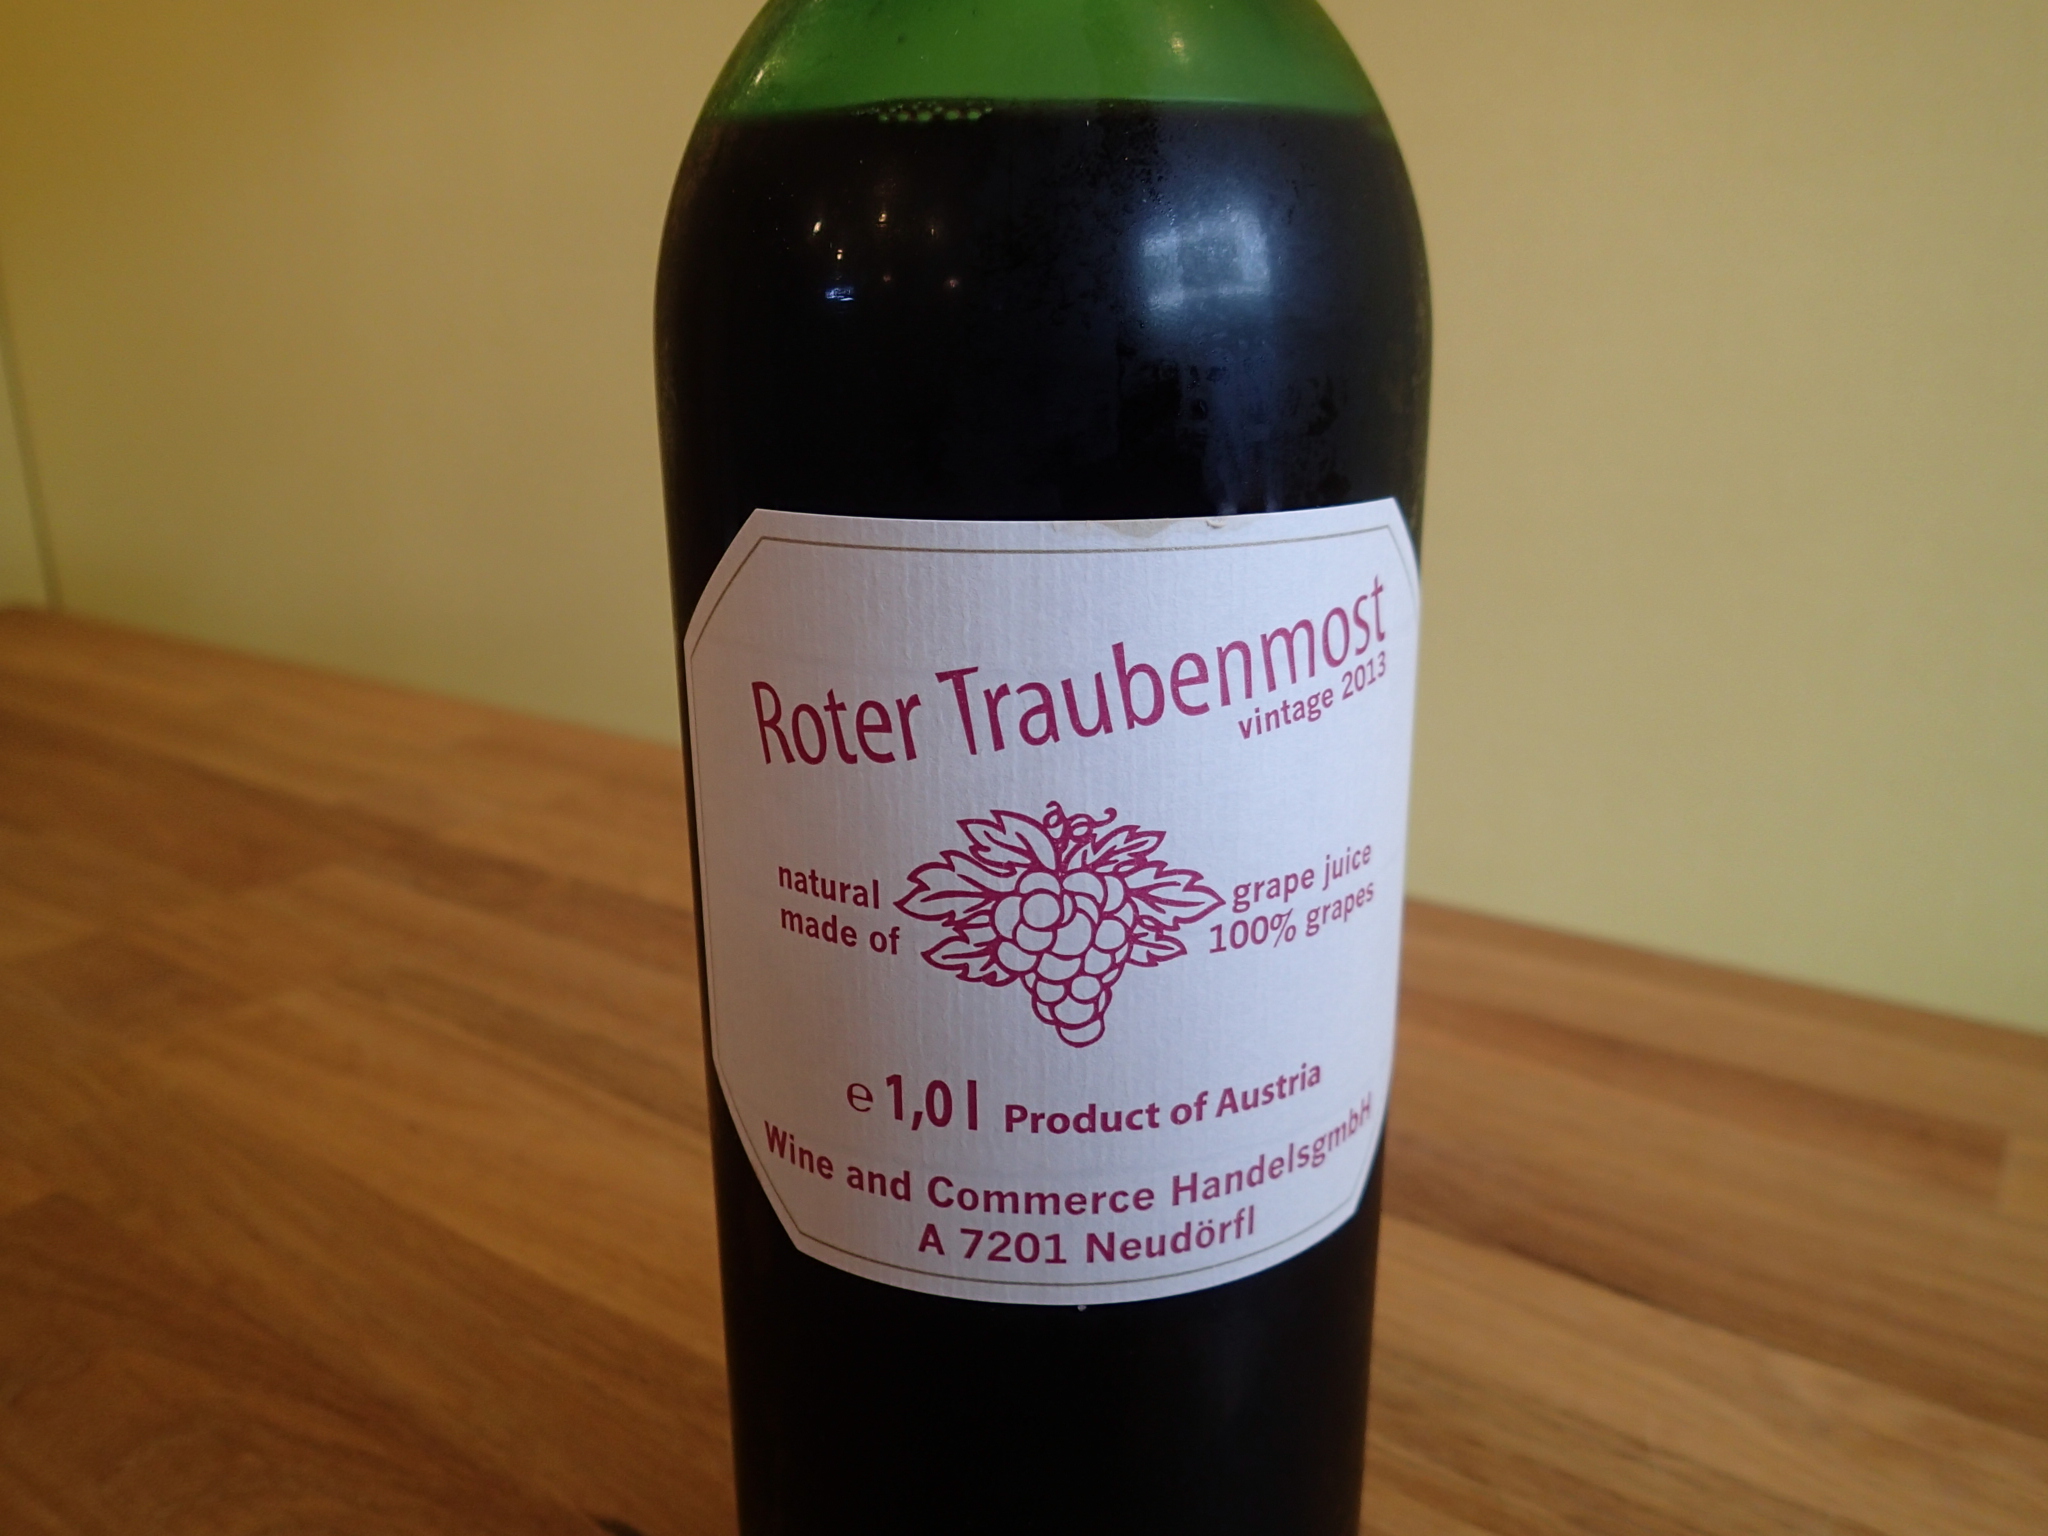 Roter Traubenmost
vintage 2013
natural grape juice
made of 100% grapes
℮ 1,0 l Product of Austria
Wine and Commerce HandelsgmbH
A 7201 Neudörfl